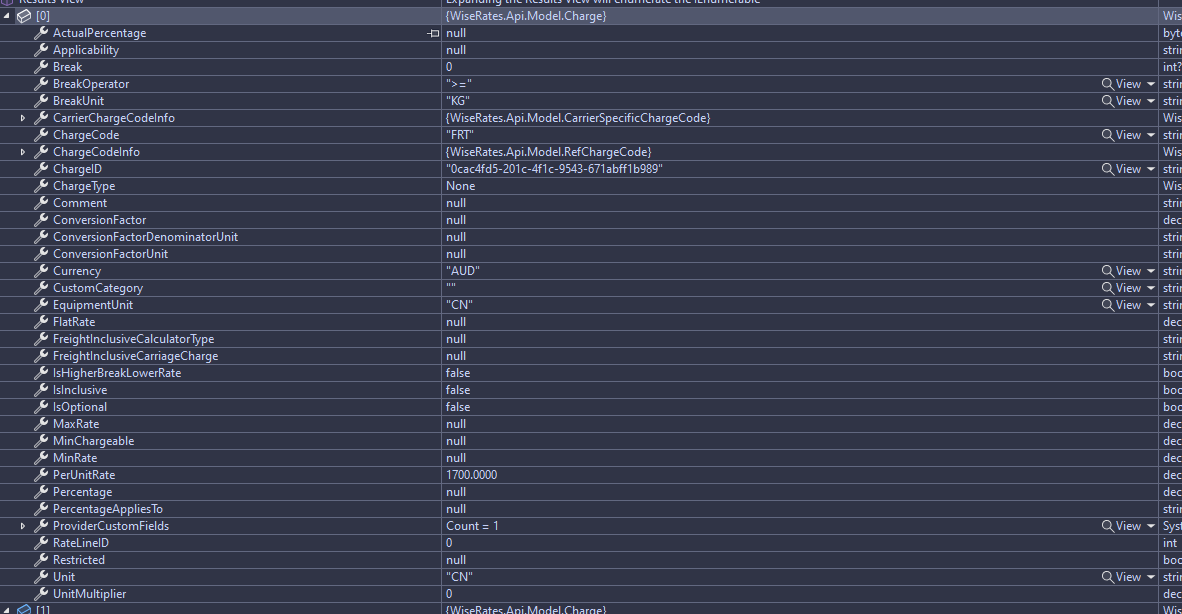 Results View Expanding the Results View will enumerate the IEnumerable
[0] {WiseRates.Api.Model.Charge} Wis
ActualPercentage null byt
Applicability null strin
Break 0 int?
BreakOperator ">=" View strin
BreakUnit "KG" View strin
CarrierChargeCodeInfo {WiseRates.Api.Model.CarrierSpecificChargeCode} Wis
ChargeCode "FRT" View strin
ChargeCodeInfo {WiseRates.Api.Model.RefChargeCode} Wis
ChargeID "0cac4fd5-201c-4f1c-9543-671abff1b989" View strin
ChargeType None Wis
Comment null strin
ConversionFactor null dec
ConversionFactorDenominatorUnit null strin
ConversionFactorUnit null strin
Currency "AUD" View strin
CustomCategory "" View strin
EquipmentUnit "CN" View strin
FlatRate null dec
FreightInclusiveCalculatorType null strin
FreightInclusiveCarriageCharge null strin
IsHigherBreakLowerRate false boo
IsInclusive false boo
IsOptional false boo
MaxRate null dec
MinChargeable null dec
MinRate null dec
PerUnitRate 1700.0000 dec
Percentage null dec
PercentageAppliesTo null strin
ProviderCustomFields Count = 1 View Syst
RateLineID 0 int
Restricted null boo
Unit "CN" View strin
UnitMultiplier 0 dec
[1] {WiseRates.Api.Model.Charge} Wis